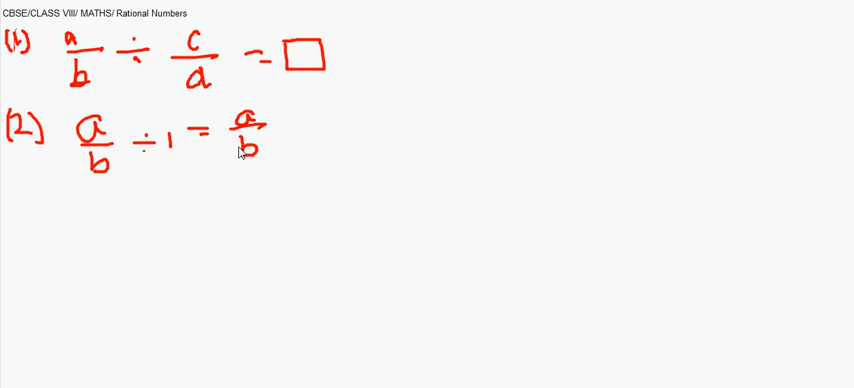 CBSE/CLASS VIII/ MATHS/ Rational Numbers
(1) a/b ÷ c/d = □
(2) a/b ÷ 1 = a/b